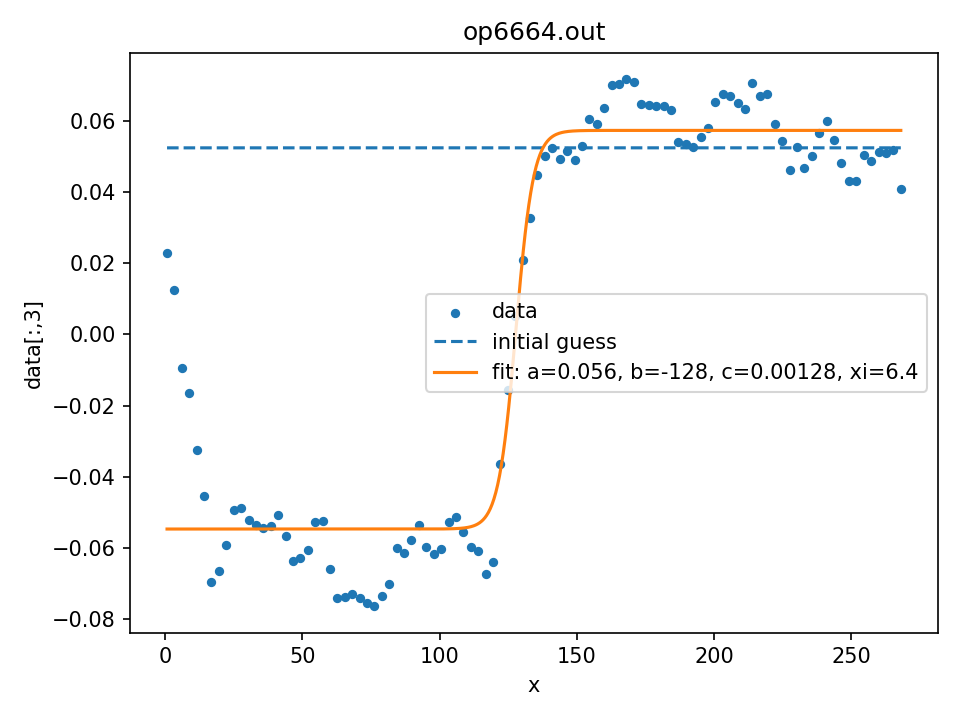 op6664.out
0.06
0.04
0.02
0.00
−0.02
−0.04
−0.06
−0.08
data[:,3]
data
initial guess
fit: a=0.056, b=-128, c=0.00128, xi=6.4
0 50 100 150 200 250
x